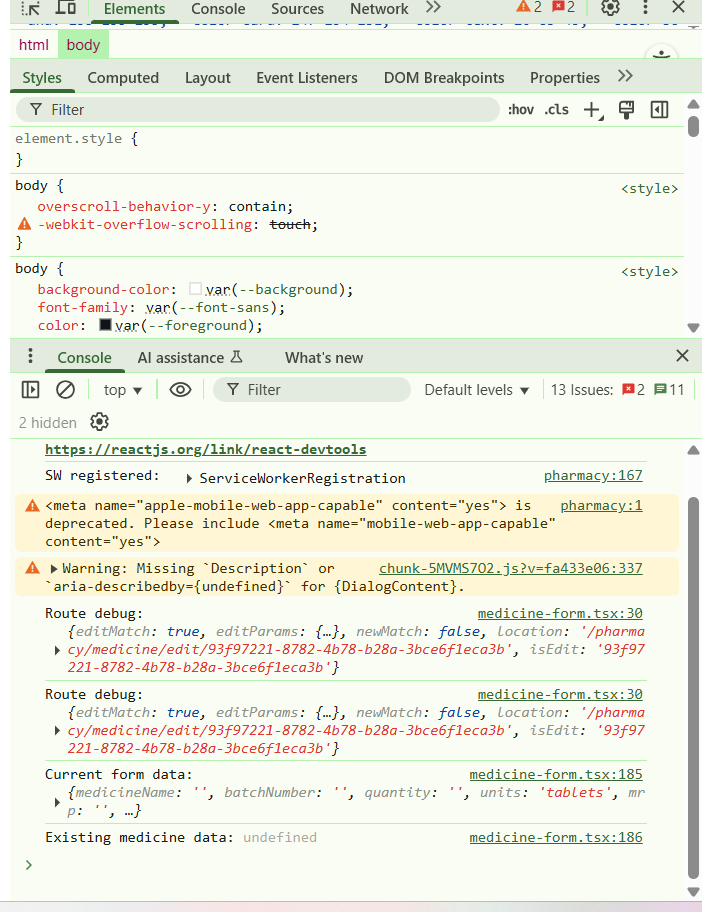 Elements Console Sources Network 2 2
html body
Styles Computed Layout Event Listeners DOM Breakpoints Properties
Filter :hov .cls
element.style {
}
body { <style>
overscroll-behavior-y: contain;
-webkit-overflow-scrolling: touch;
}
body { <style>
background-color: var(--background);
font-family: var(--font-sans);
color: var(--foreground);
Console AI assistance What's new
top Filter Default levels 13 Issues: 2 11
2 hidden
https://reactjs.org/link/react-devtools
SW registered: ServiceWorkerRegistration pharmacy:167
<meta name="apple-mobile-web-app-capable" content="yes"> is pharmacy:1
deprecated. Please include <meta name="mobile-web-app-capable"
content="yes">
Warning: Missing `Description` or chunk-5MVMS7O2.js?v=fa433e06:337
`aria-describedby={undefined}` for {DialogContent}.
Route debug: medicine-form.tsx:30
{editMatch: true, editParams: {…}, newMatch: false, location: '/pharma
cy/medicine/edit/93f97221-8782-4b78-b28a-3bce6f1eca3b', isEdit: '93f97
221-8782-4b78-b28a-3bce6f1eca3b'}
Route debug: medicine-form.tsx:30
{editMatch: true, editParams: {…}, newMatch: false, location: '/pharma
cy/medicine/edit/93f97221-8782-4b78-b28a-3bce6f1eca3b', isEdit: '93f97
221-8782-4b78-b28a-3bce6f1eca3b'}
Current form data: medicine-form.tsx:185
{medicineName: '', batchNumber: '', quantity: '', units: 'tablets', mr
p: '', …}
Existing medicine data: undefined medicine-form.tsx:186